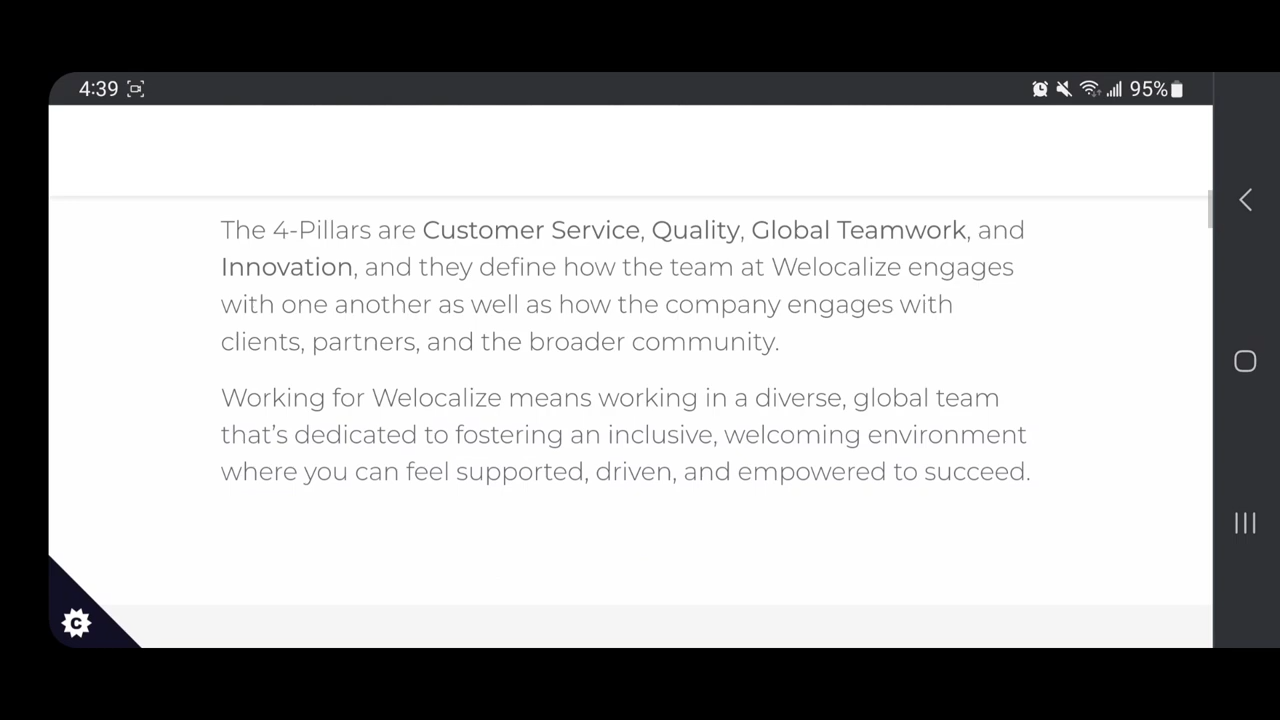 4:39 95%
The 4-Pillars are Customer Service, Quality, Global Teamwork, and
Innovation, and they define how the team at Welocalize engages
with one another as well as how the company engages with
clients, partners, and the broader community.
Working for Welocalize means working in a diverse, global team
that’s dedicated to fostering an inclusive, welcoming environment
where you can feel supported, driven, and empowered to succeed.
C